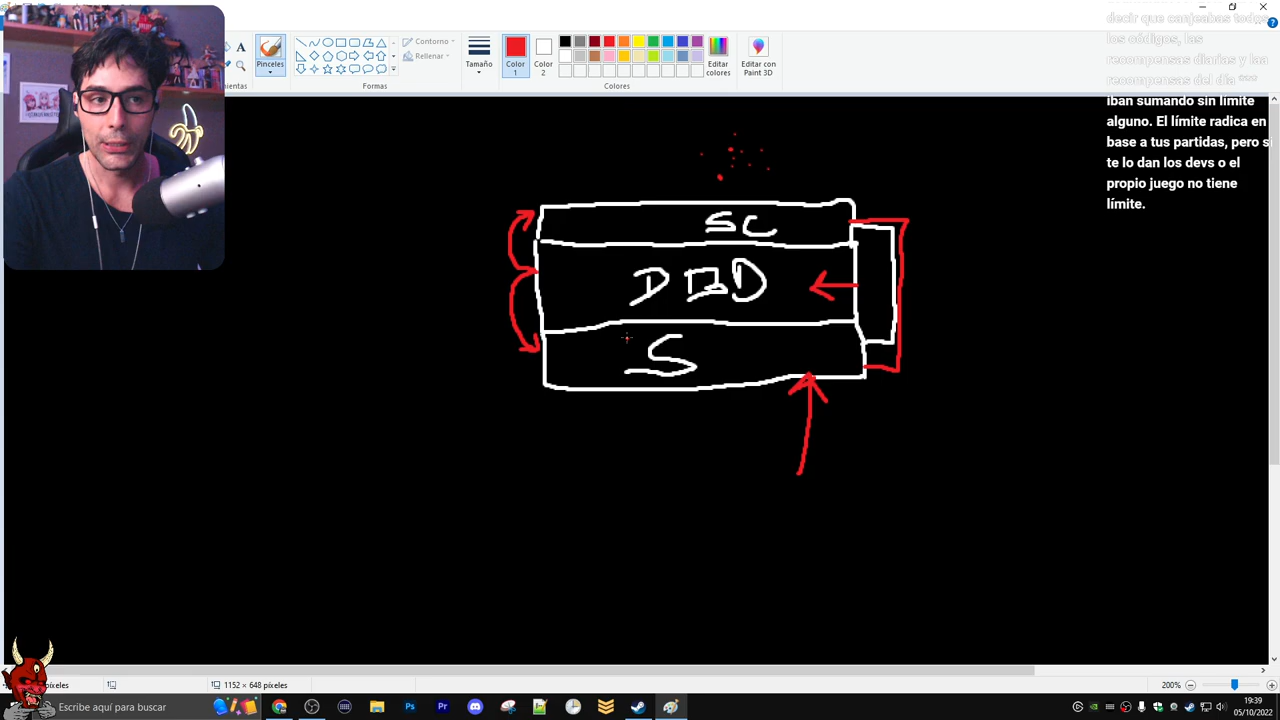 decir que canjeabas todos
los códigos, las
recompensas diarias y laa
recompensas del día ***
iban sumando sin límite
alguno. El límite radica en
base a tus partidas, pero si
te lo dan los devs o el
propio juego no tiene
límite.
Pinceles
Contorno
Rellenar
Tamaño
Color
1
Color
2
Editar
colores
Editar con
Paint 3D
mientas
Formas
Colores
SC
DBD
S
píxeles
1152 × 648 píxeles
200%
Escribe aquí para buscar
19:39
05/10/2022